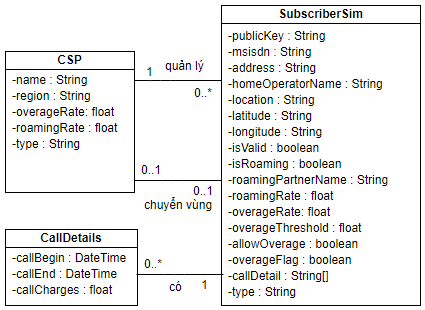 CSP
-name : String
-region : String
-overageRate: float
-roamingRate : float
-type : String
1
quản lý
0..*
0..1
0..1
chuyển vùng
SubscriberSim
-publicKey : String
-msisdn : String
-address : String
-homeOperatorName : String
-location : String
-latitude : String
-longitude : String
-isValid : boolean
-isRoaming : boolean
-roamingPartnerName : String
-roamingRate : float
-overageRate: float
-overageThreshold : float
-allowOverage : boolean
-overageFlag : boolean
-callDetail : String[]
-type : String
CallDetails
-callBegin : DateTime
-callEnd : DateTime
-callCharges : float
0..*
có
1